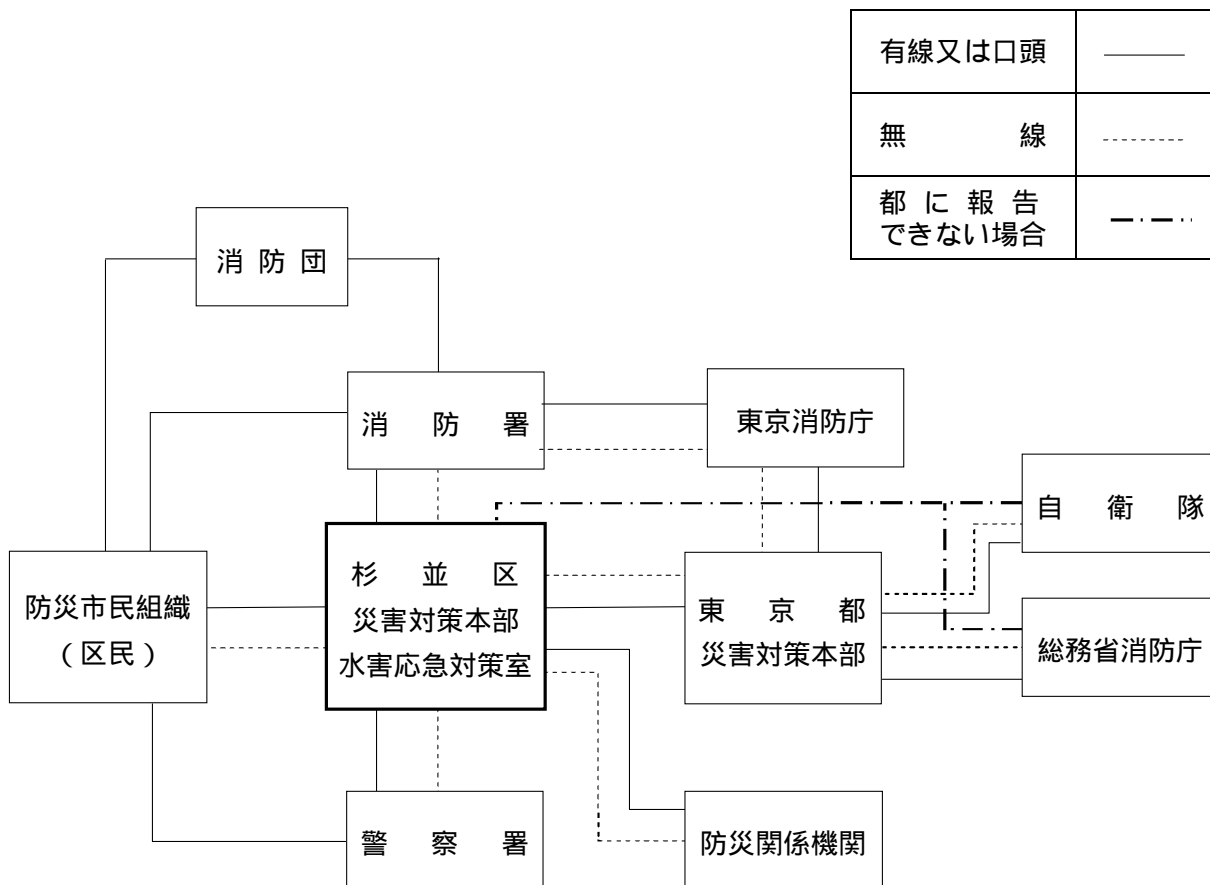 有線又は口頭
無線
都に報告
できない場合
消防団
消防署
東京消防庁
自衛隊
杉並区
災害対策本部
水害応急対策室
防災市民組織
（区民）
東京都
災害対策本部
総務省消防庁
警察署
防災関係機関